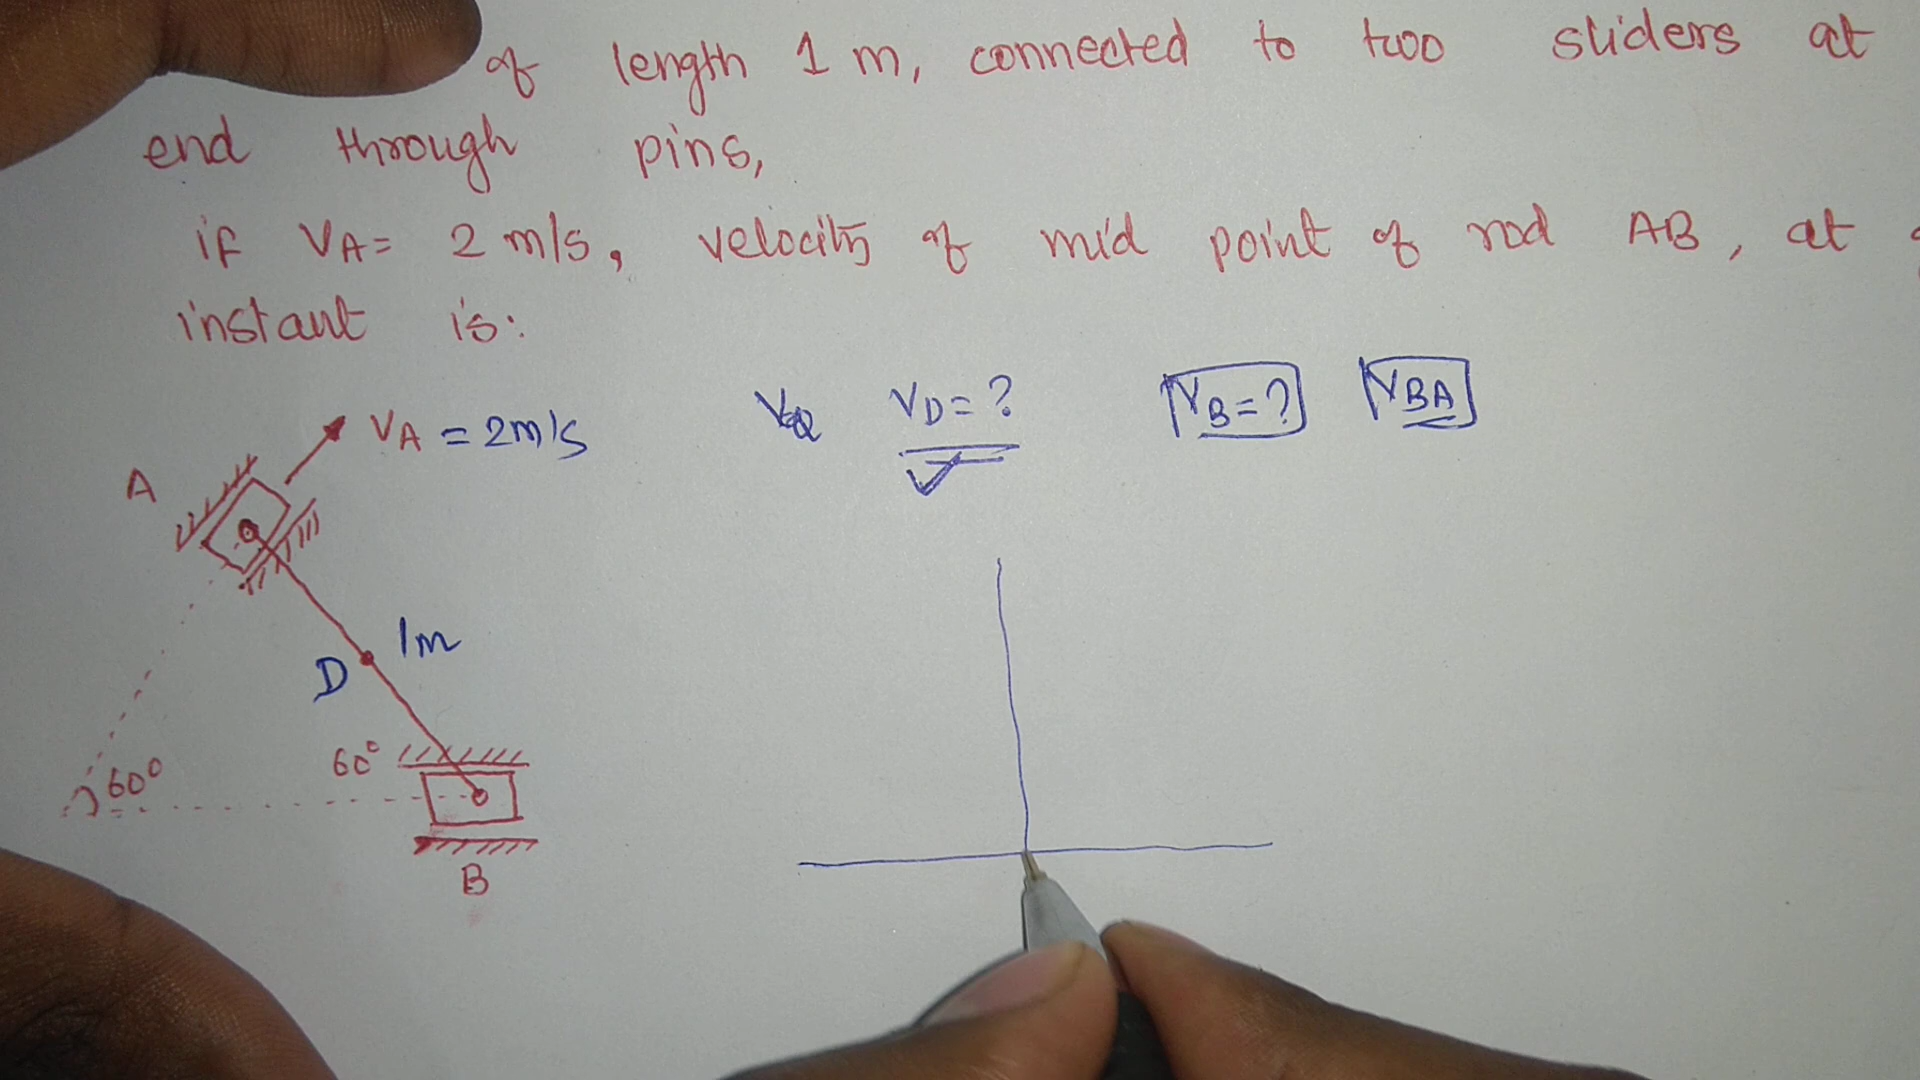 of length 1 m, connected to two sliders at
end through pins,
if VA = 2 m/s, velocity of mid point of rod AB, at
instant is:
VD = ?
VB = ?
VBA
VA = 2m/s
A
1m
D
60°
60°
B